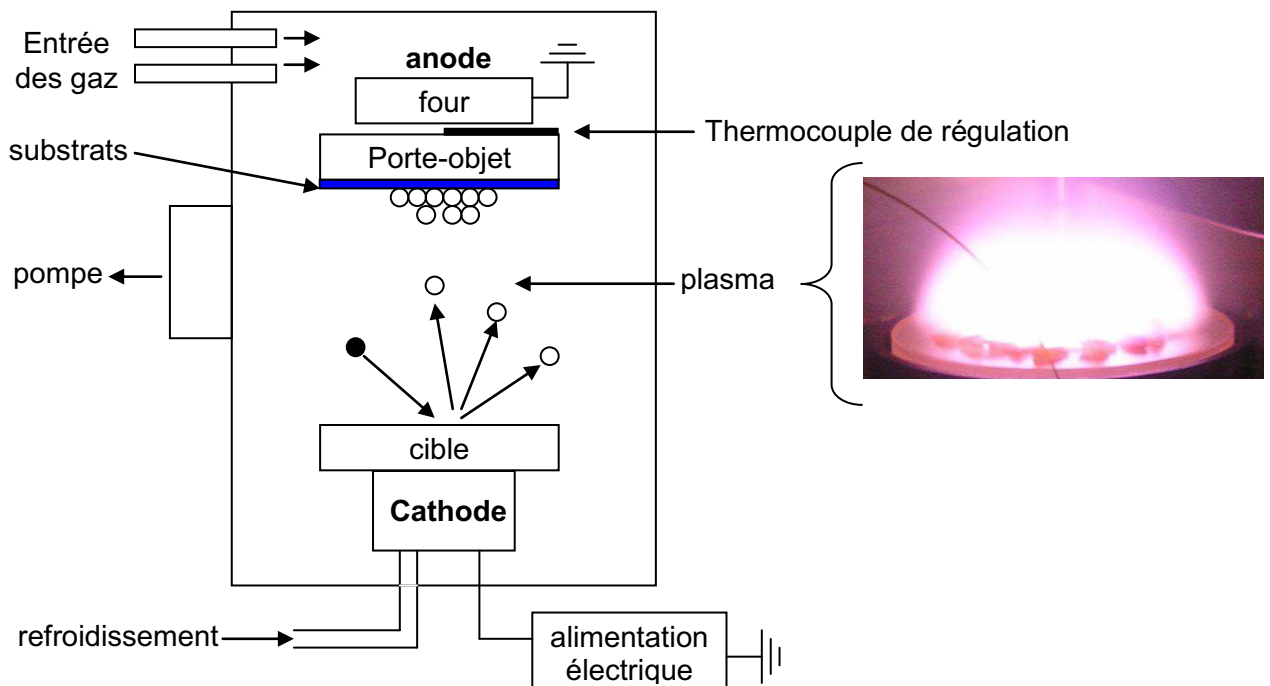 Entrée
des gaz
anode
four
Thermocouple de régulation
substrats
Porte-objet
pompe
plasma
cible
Cathode
refroidissement
alimentation
électrique